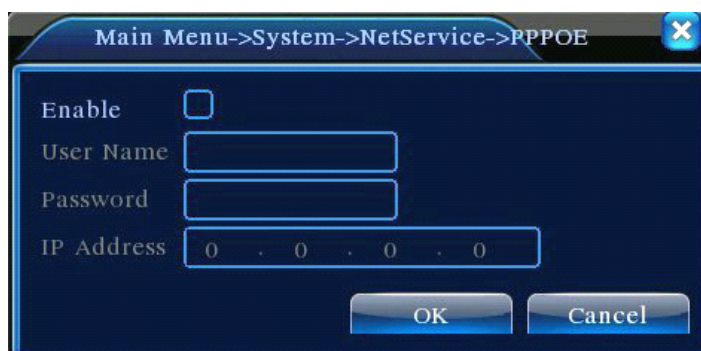 Main Menu->System->NetService->PPPOE
Enable
User Name
Password
IP Address 0 . 0 . 0 . 0
OK Cancel